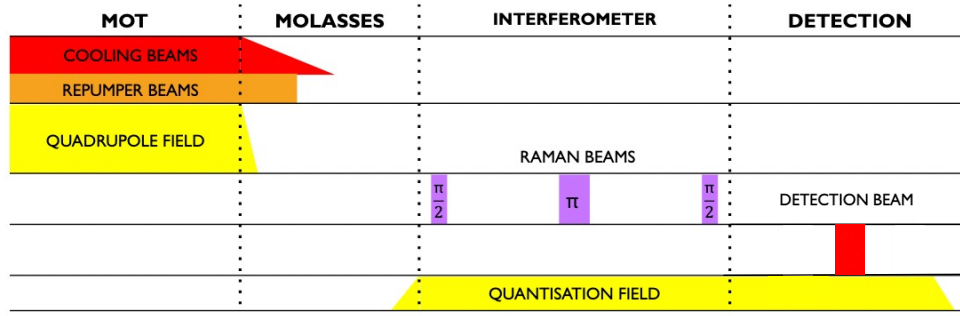 MOT MOLASSES INTERFEROMETER DETECTION
COOLING BEAMS
REPUMPER BEAMS
QUADRUPOLE FIELD
RAMAN BEAMS
π/2 π π/2
DETECTION BEAM
QUANTISATION FIELD